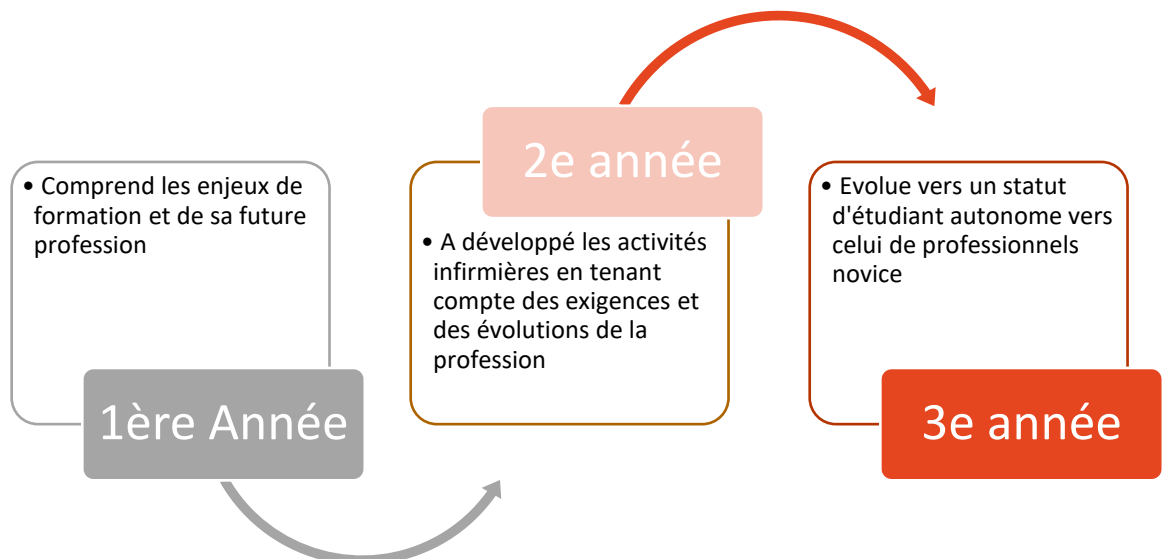 • Comprend les enjeux de
formation et de sa future
profession
1ère Année
2e année
• A développé les activités
infirmières en tenant
compte des exigences et
des évolutions de la
profession
• Evolue vers un statut
d'étudiant autonome vers
celui de professionnels
novice
3e année